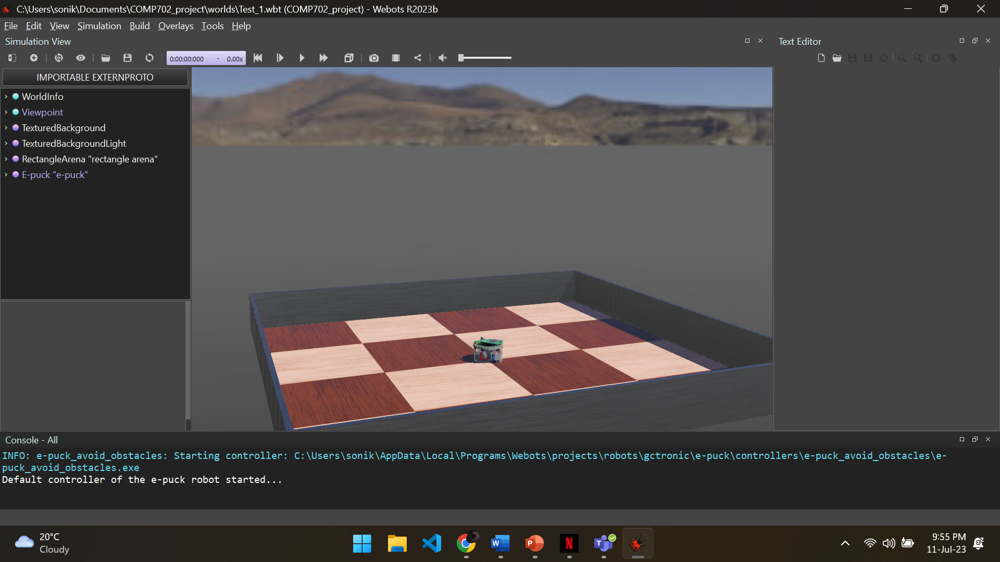 C:\Users\sonik\Documents\COMP702_project\worlds\Test_1.wbt (COMP702_project) - Webots R2023b
File Edit View Simulation Build Overlays Tools Help
Simulation View
Text Editor
0:00:00:000 - 0.00x
IMPORTABLE EXTERNPROTO
WorldInfo
Viewpoint
TexturedBackground
TexturedBackgroundLight
RectangleArena "rectangle arena"
E-puck "e-puck"
Console - All
INFO: e-puck_avoid_obstacles: Starting controller: C:\Users\sonik\AppData\Local\Programs\Webots\projects\robots\gctronic\e-puck\controllers\e-puck_avoid_obstacles\e-
puck_avoid_obstacles.exe
Default controller of the e-puck robot started...
20°C
Cloudy
W
P
N
T
9:55 PM
11-Jul-23